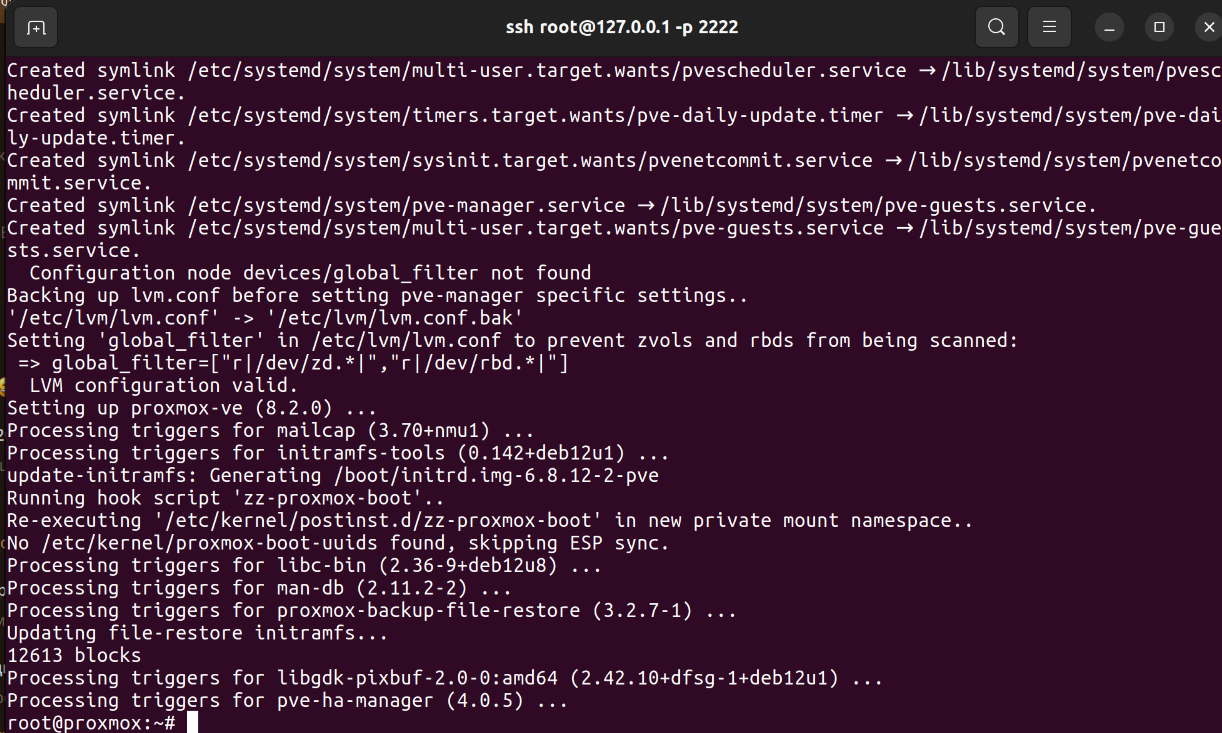 ssh root@127.0.0.1 -p 2222
Created symlink /etc/systemd/system/multi-user.target.wants/pvescheduler.service → /lib/systemd/system/pvesc
heduler.service.
Created symlink /etc/systemd/system/timers.target.wants/pve-daily-update.timer → /lib/systemd/system/pve-dai
ly-update.timer.
Created symlink /etc/systemd/system/sysinit.target.wants/pvenetcommit.service → /lib/systemd/system/pvenetco
mmit.service.
Created symlink /etc/systemd/system/pve-manager.service → /lib/systemd/system/pve-guests.service.
Created symlink /etc/systemd/system/multi-user.target.wants/pve-guests.service → /lib/systemd/system/pve-gue
sts.service.
  Configuration node devices/global_filter not found
Backing up lvm.conf before setting pve-manager specific settings..
'/etc/lvm/lvm.conf' -> '/etc/lvm/lvm.conf.bak'
Setting 'global_filter' in /etc/lvm/lvm.conf to prevent zvols and rbds from being scanned:
 => global_filter=["r|/dev/zd.*|","r|/dev/rbd.*|"]
  LVM configuration valid.
Setting up proxmox-ve (8.2.0) ...
Processing triggers for mailcap (3.70+nmu1) ...
Processing triggers for initramfs-tools (0.142+deb12u1) ...
update-initramfs: Generating /boot/initrd.img-6.8.12-2-pve
Running hook script 'zz-proxmox-boot'..
Re-executing '/etc/kernel/postinst.d/zz-proxmox-boot' in new private mount namespace..
No /etc/kernel/proxmox-boot-uuids found, skipping ESP sync.
Processing triggers for libc-bin (2.36-9+deb12u8) ...
Processing triggers for man-db (2.11.2-2) ...
Processing triggers for proxmox-backup-file-restore (3.2.7-1) ...
Updating file-restore initramfs...
12613 blocks
Processing triggers for libgdk-pixbuf-2.0-0:amd64 (2.42.10+dfsg-1+deb12u1) ...
Processing triggers for pve-ha-manager (4.0.5) ...
root@proxmox:~#